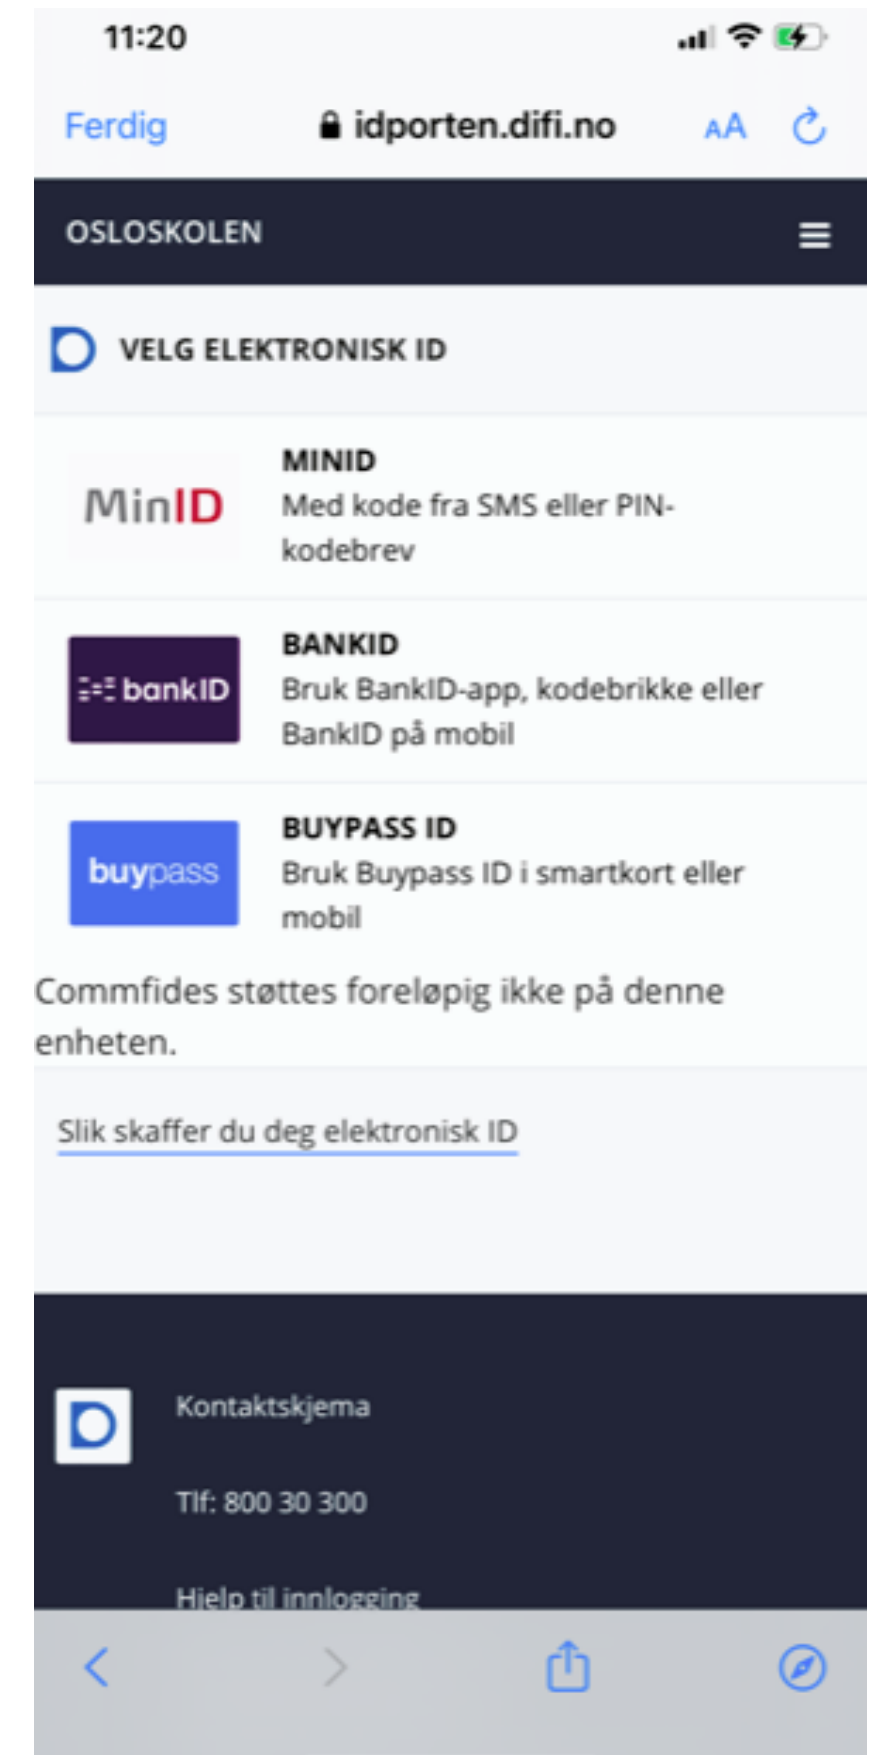 11:20
Ferdig idporten.difi.no AA
OSLOSKOLEN
VELG ELEKTRONISK ID
MinID
MINID
Med kode fra SMS eller PIN-
kodebrev
bankID
BANKID
Bruk BankID-app, kodebrikke eller
BankID på mobil
buypass
BUYPASS ID
Bruk Buypass ID i smartkort eller
mobil
Commfides støttes foreløpig ikke på denne
enheten.
Slik skaffer du deg elektronisk ID
Kontaktskjema
Tlf: 800 30 300
Hjelp til innlogging